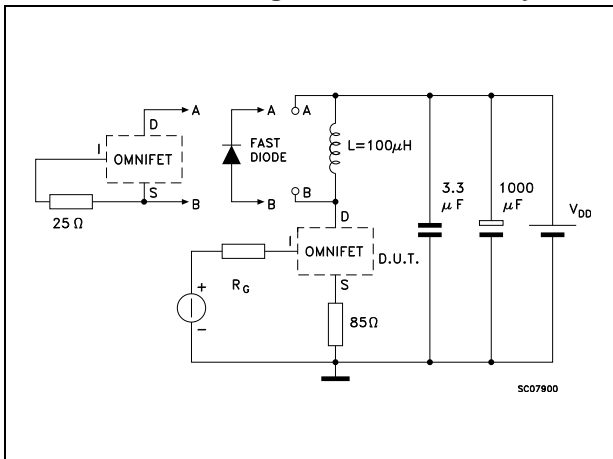 A
D
I
OMNIFET
S
B
25 Ω
A
FAST
DIODE
B
A
L=100μH
B
D
I
OMNIFET
D.U.T.
S
R_G
+
-
85Ω
3.3
μF
1000
μF
V_DD
SC07900